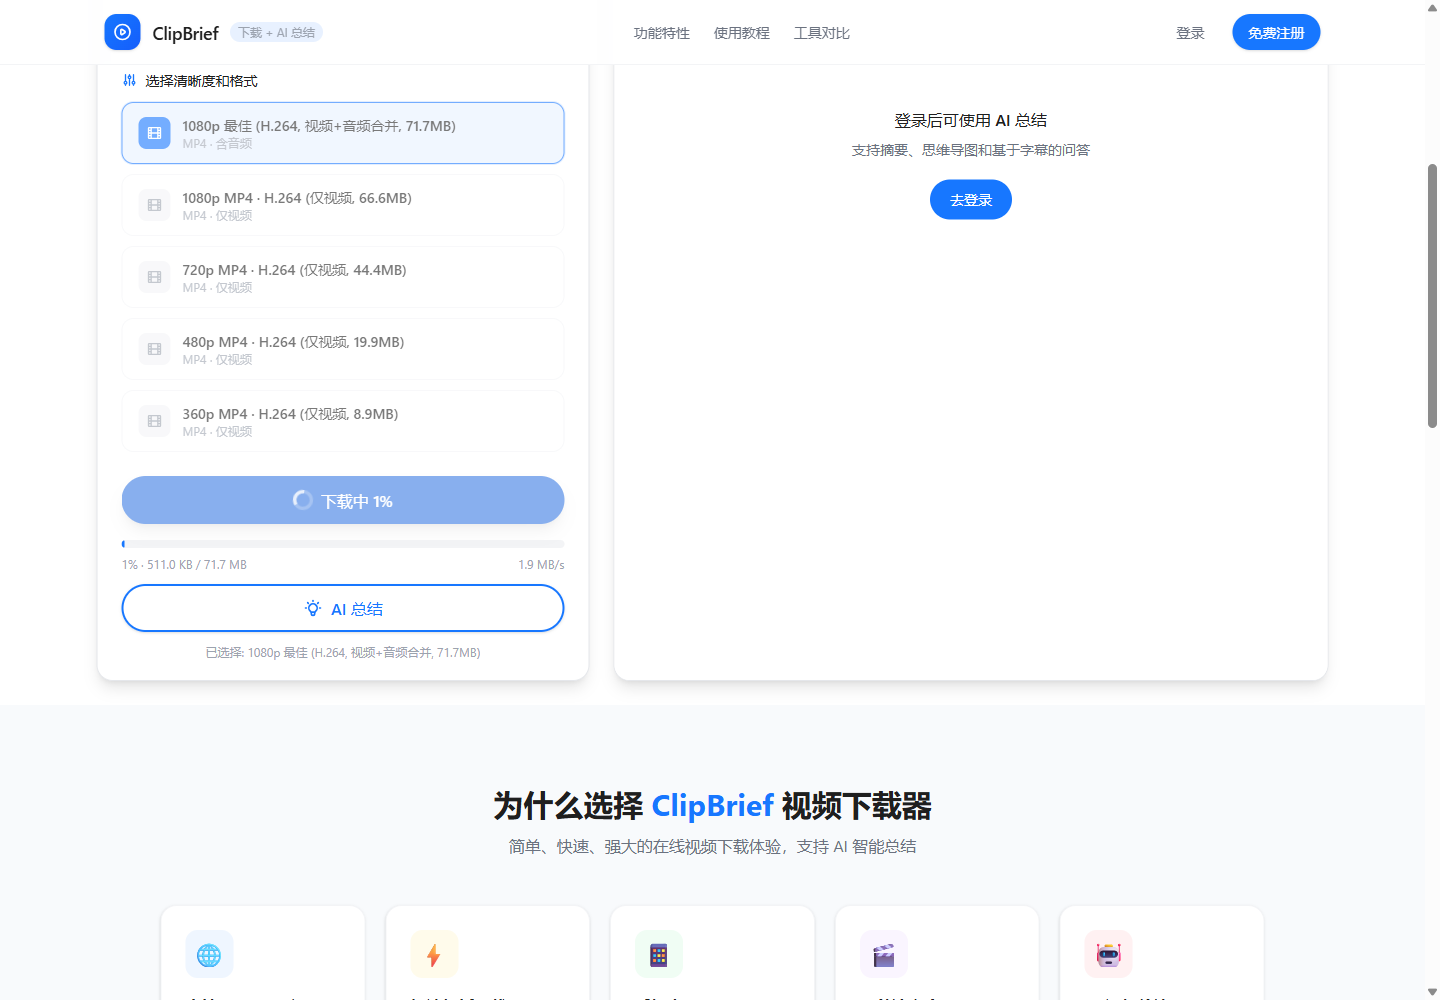 ClipBrief 下载 + AI 总结 功能特性 使用教程 工具对比 登录 免费注册
选择清晰度和格式
1080p 最佳 (H.264, 视频+音频合并, 71.7MB)
MP4 · 含音频
1080p MP4 · H.264 (仅视频, 66.6MB)
MP4 · 仅视频
720p MP4 · H.264 (仅视频, 44.4MB)
MP4 · 仅视频
480p MP4 · H.264 (仅视频, 19.9MB)
MP4 · 仅视频
360p MP4 · H.264 (仅视频, 8.9MB)
MP4 · 仅视频
下载中 1%
1% · 511.0 KB / 71.7 MB 1.9 MB/s
AI 总结
已选择: 1080p 最佳 (H.264, 视频+音频合并, 71.7MB)
登录后可使用 AI 总结
支持摘要、思维导图和基于字幕的问答
去登录
为什么选择 ClipBrief 视频下载器
简单、快速、强大的在线视频下载体验，支持 AI 智能总结